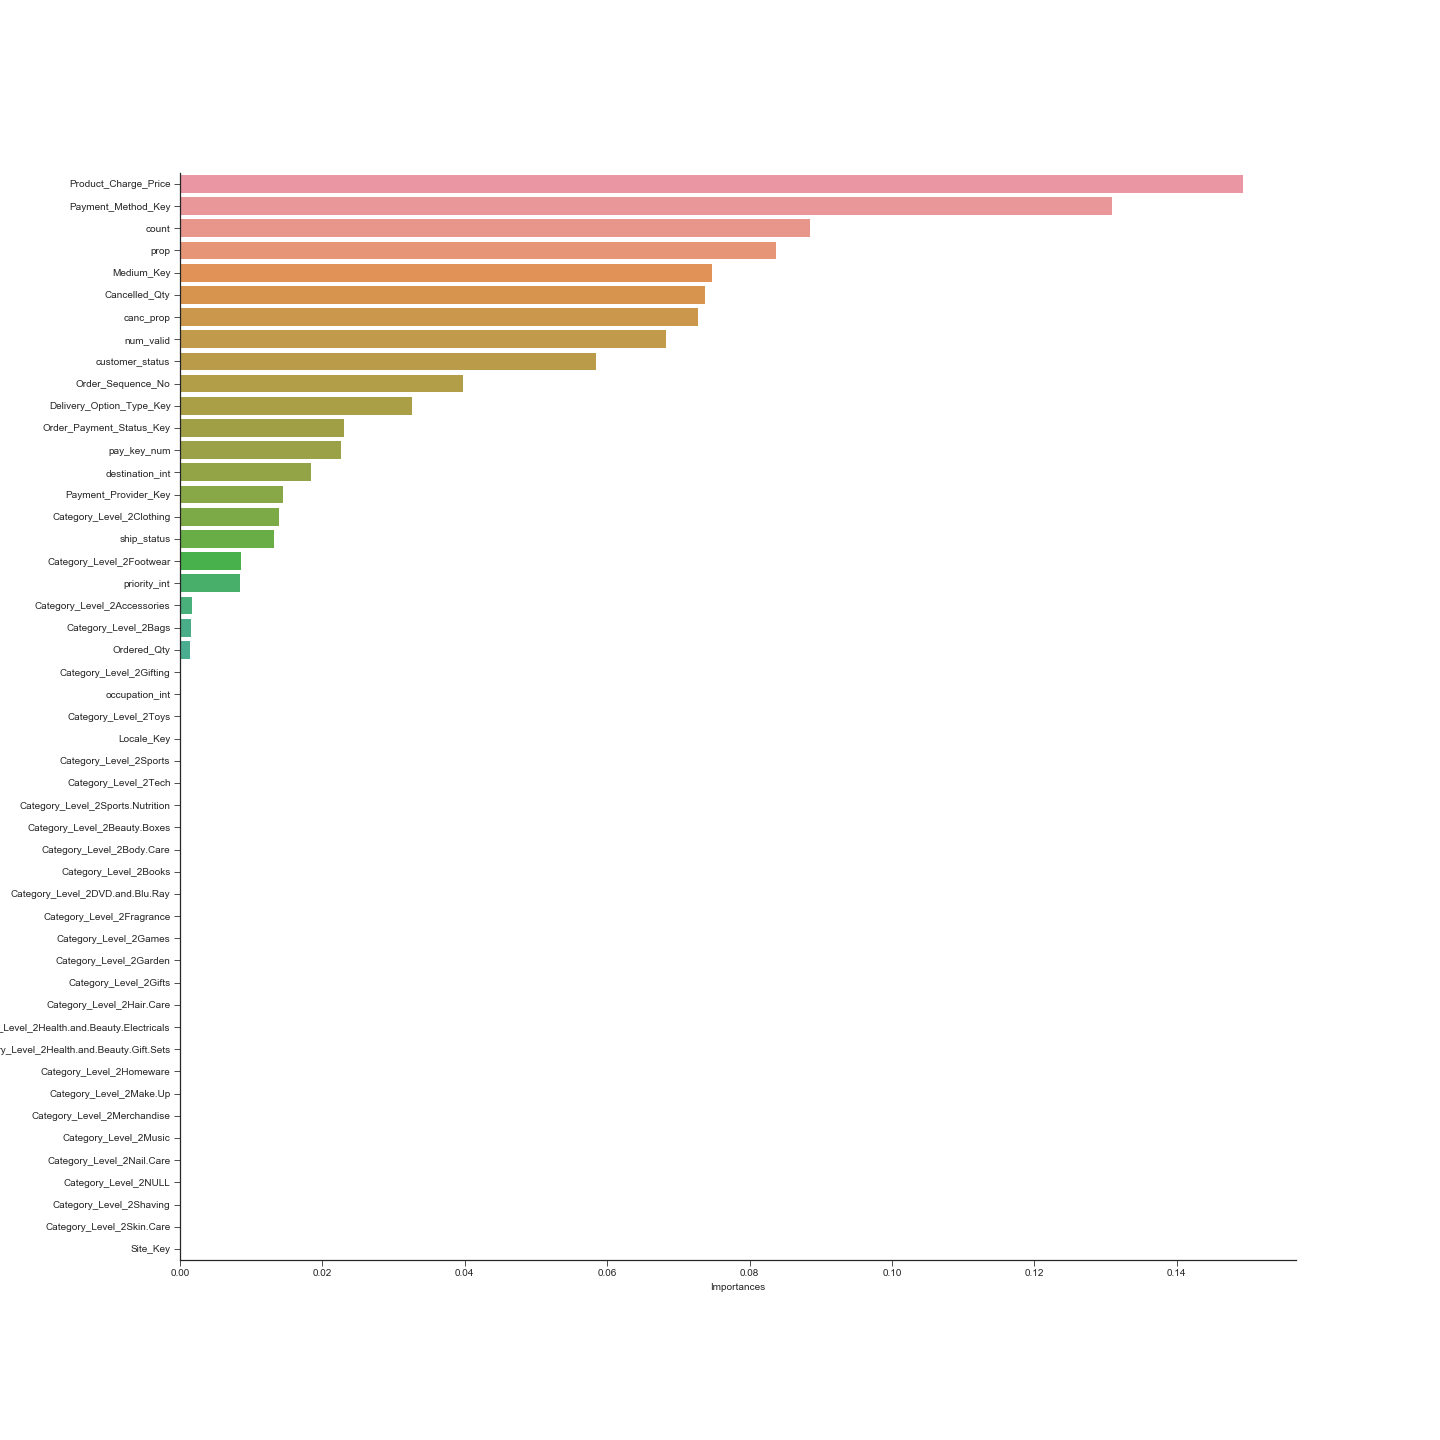 Product_Charge_Price
Payment_Method_Key
count
prop
Medium_Key
Cancelled_Qty
canc_prop
num_valid
customer_status
Order_Sequence_No
Delivery_Option_Type_Key
Order_Payment_Status_Key
pay_key_num
destination_int
Payment_Provider_Key
Category_Level_2Clothing
ship_status
Category_Level_2Footwear
priority_int
Category_Level_2Accessories
Category_Level_2Bags
Ordered_Qty
Category_Level_2Gifting
occupation_int
Category_Level_2Toys
Locale_Key
Category_Level_2Sports
Category_Level_2Tech
Category_Level_2Sports.Nutrition
Category_Level_2Beauty.Boxes
Category_Level_2Body.Care
Category_Level_2Books
Category_Level_2DVD.and.Blu.Ray
Category_Level_2Fragrance
Category_Level_2Games
Category_Level_2Garden
Category_Level_2Gifts
Category_Level_2Hair.Care
_Level_2Health.and.Beauty.Electricals
y_Level_2Health.and.Beauty.Gift.Sets
Category_Level_2Homeware
Category_Level_2Make.Up
Category_Level_2Merchandise
Category_Level_2Music
Category_Level_2Nail.Care
Category_Level_2NULL
Category_Level_2Shaving
Category_Level_2Skin.Care
Site_Key
0.00 0.02 0.04 0.06 0.08 0.10 0.12 0.14
Importances